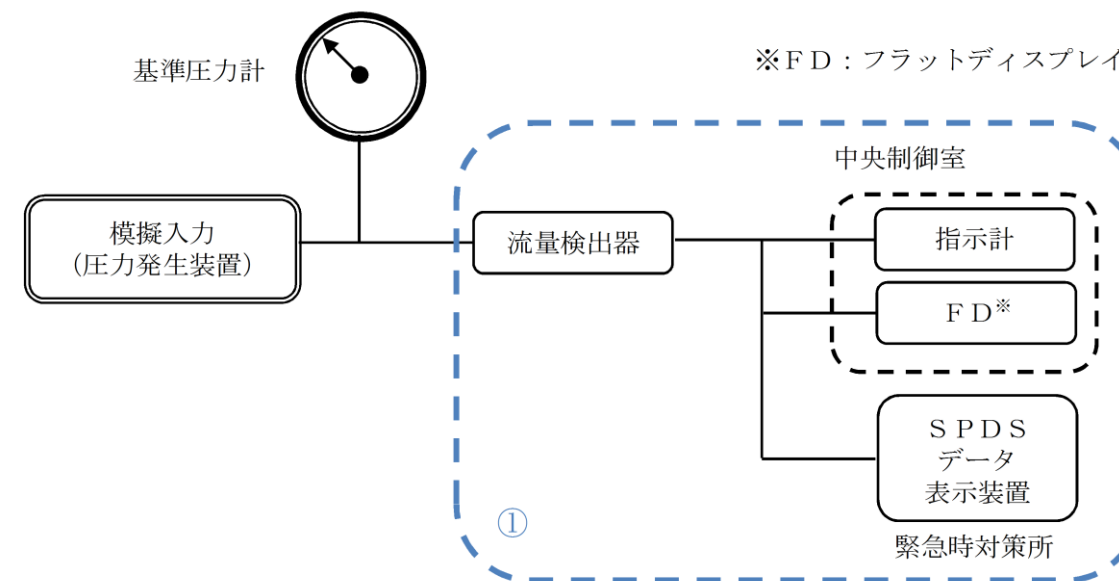 基準圧力計
※ＦＤ：フラットディスプレイ
中央制御室
模擬入力
（圧力発生装置）
流量検出器
指示計
ＦＤ※
ＳＰＤＳ
データ
表示装置
①
緊急時対策所